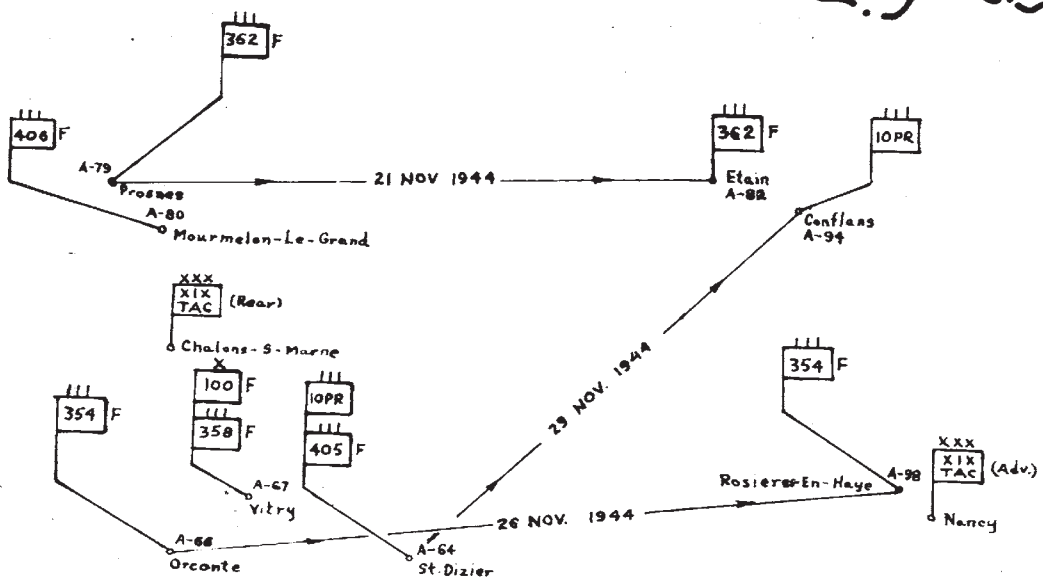 362 F
406 F
A-79
Prosnes
A-80
Mourmelon-Le-Grand
21 NOV 1944
362 F
Etain
A-82
10PR
Conflans
A-94
XXX
XIX
TAC
(Rear)
Chalons-S-Marne
X
100 F
358 F
A-67
Vitry
10PR
405 F
A-64
St. Dizier
354 F
A-66
Orconte
29 NOV. 1944
26 NOV. 1944
354 F
Rosieres-En-Haye
A-98
XXX
XIX
TAC
(Adv.)
Nancy